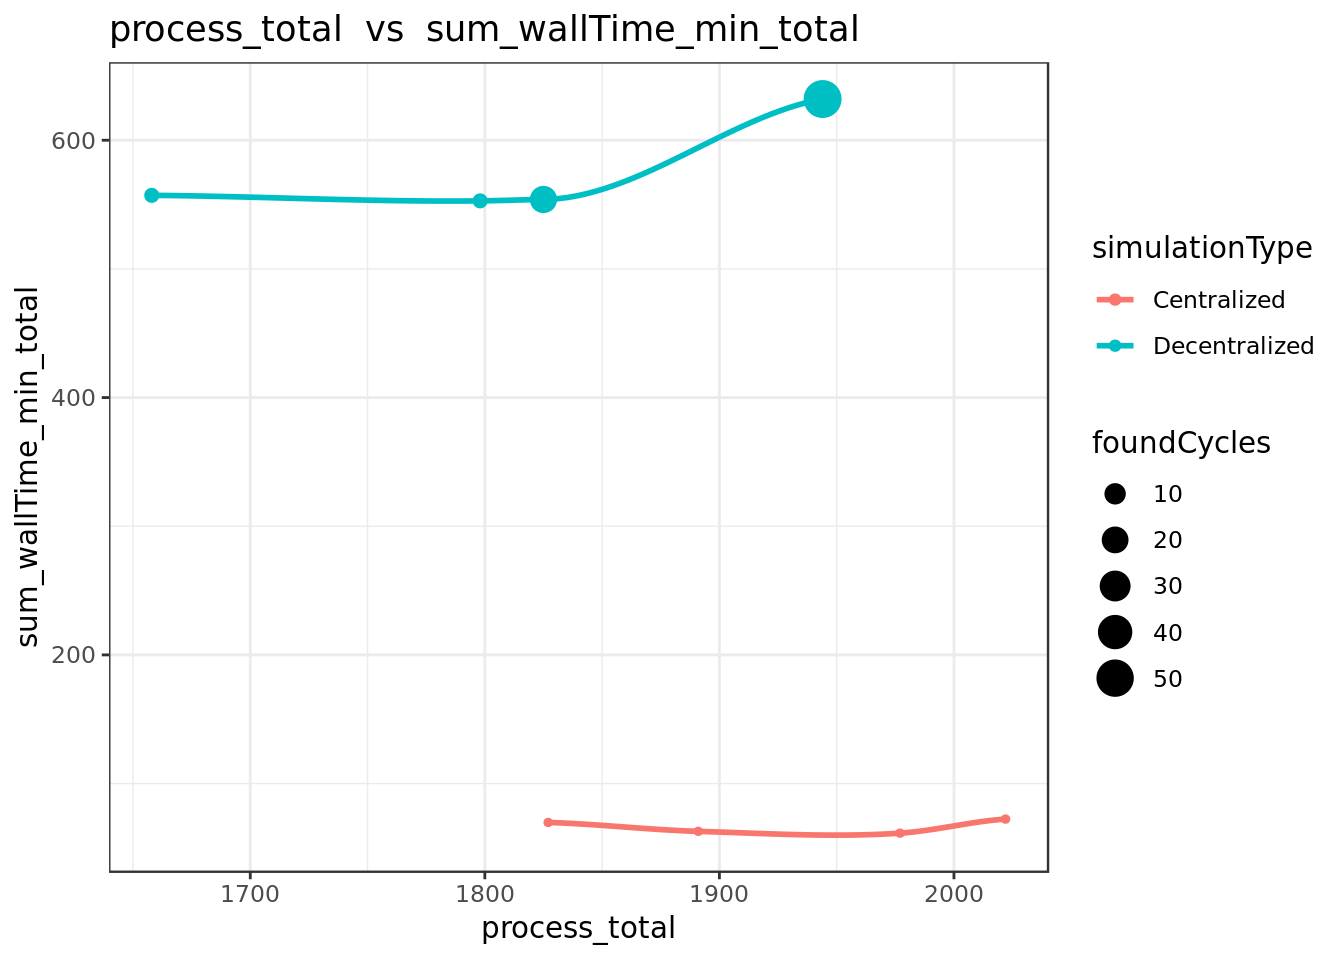 process_total vs sum_wallTime_min_total
sum_wallTime_min_total
600
400
200
1700
1800
1900
2000
process_total
simulationType
Centralized
Decentralized
foundCycles
10
20
30
40
50